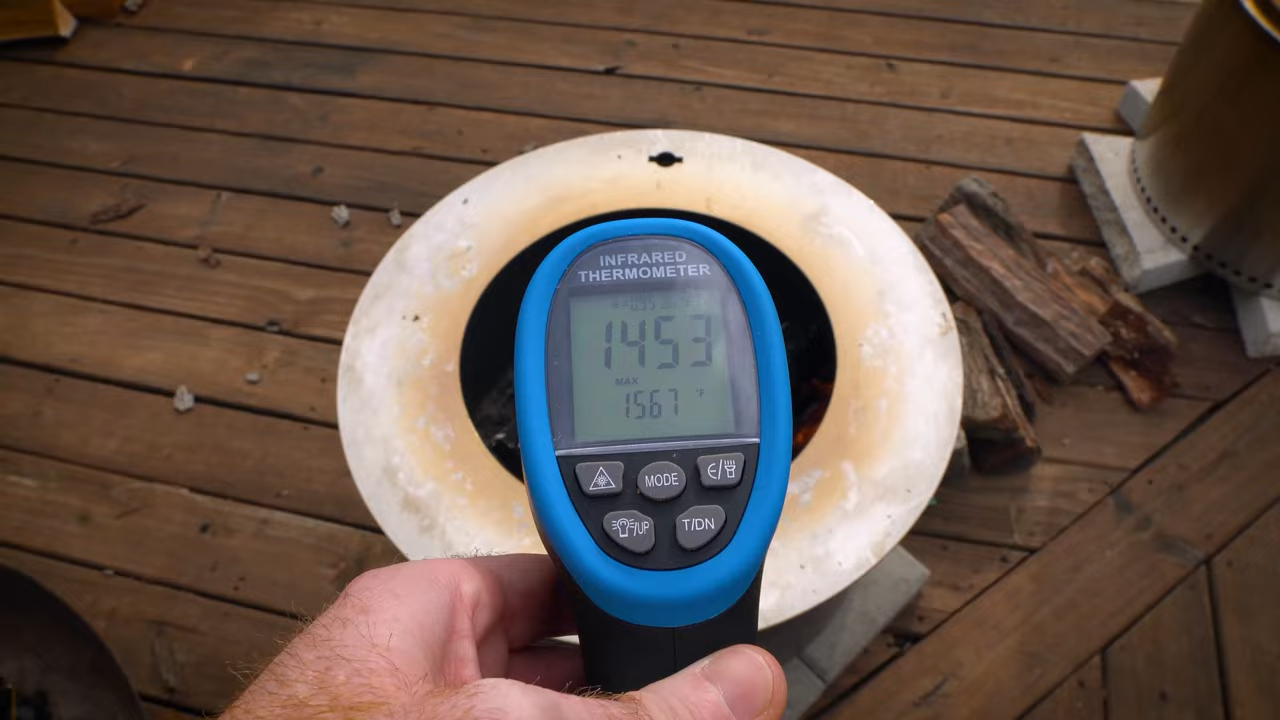 INFRARED
THERMOMETER
1453
MAX
1567 °F
MODE
E/
/UP
T/DN